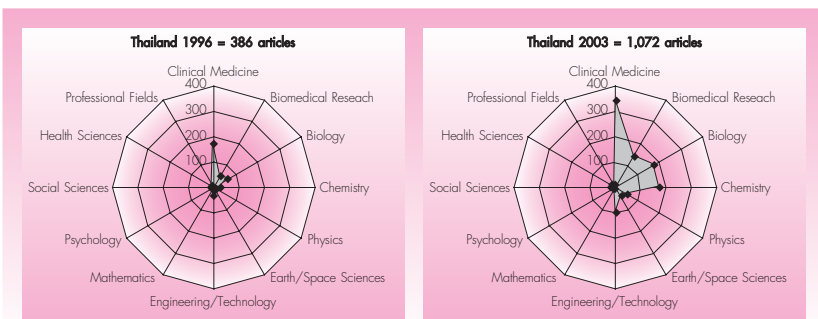 Thailand 1996 = 386 articles
Clinical Medicine
400
Professional Fields
Biomedical Reseach
300
Health Sciences
200
Biology
100
Social Sciences
Chemistry
Psychology
Physics
Mathematics
Earth/Space Sciences
Engineering/Technology
Thailand 2003 = 1,072 articles
Clinical Medicine
400
Professional Fields
Biomedical Reseach
300
Health Sciences
200
Biology
100
Social Sciences
Chemistry
Psychology
Physics
Mathematics
Earth/Space Sciences
Engineering/Technology